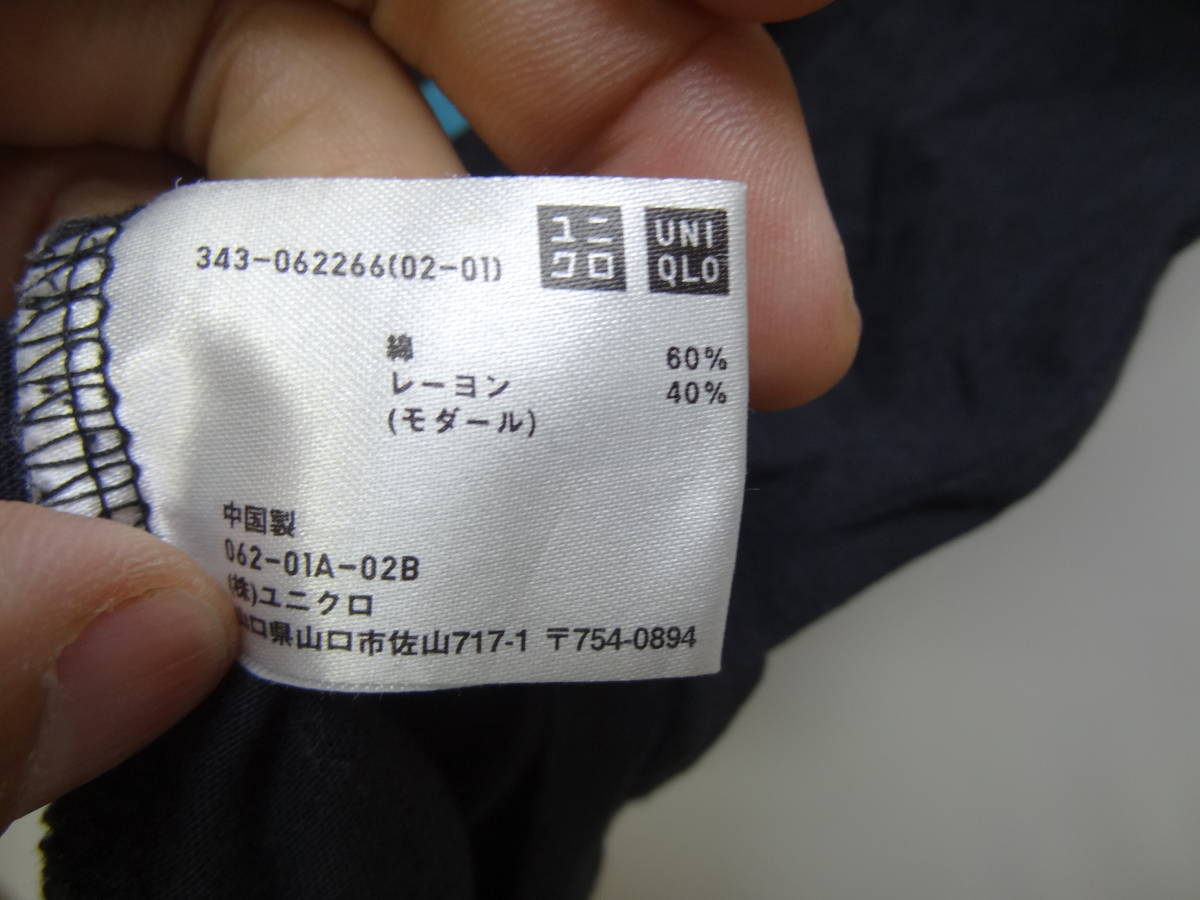 343-062266(02-01)
ユニ
クロ
UNI
QLO
綿 60%
レーヨン 40%
(モダール)
中国製
062-01A-02B
(株)ユニクロ
山口県山口市佐山717-1 〒754-0894